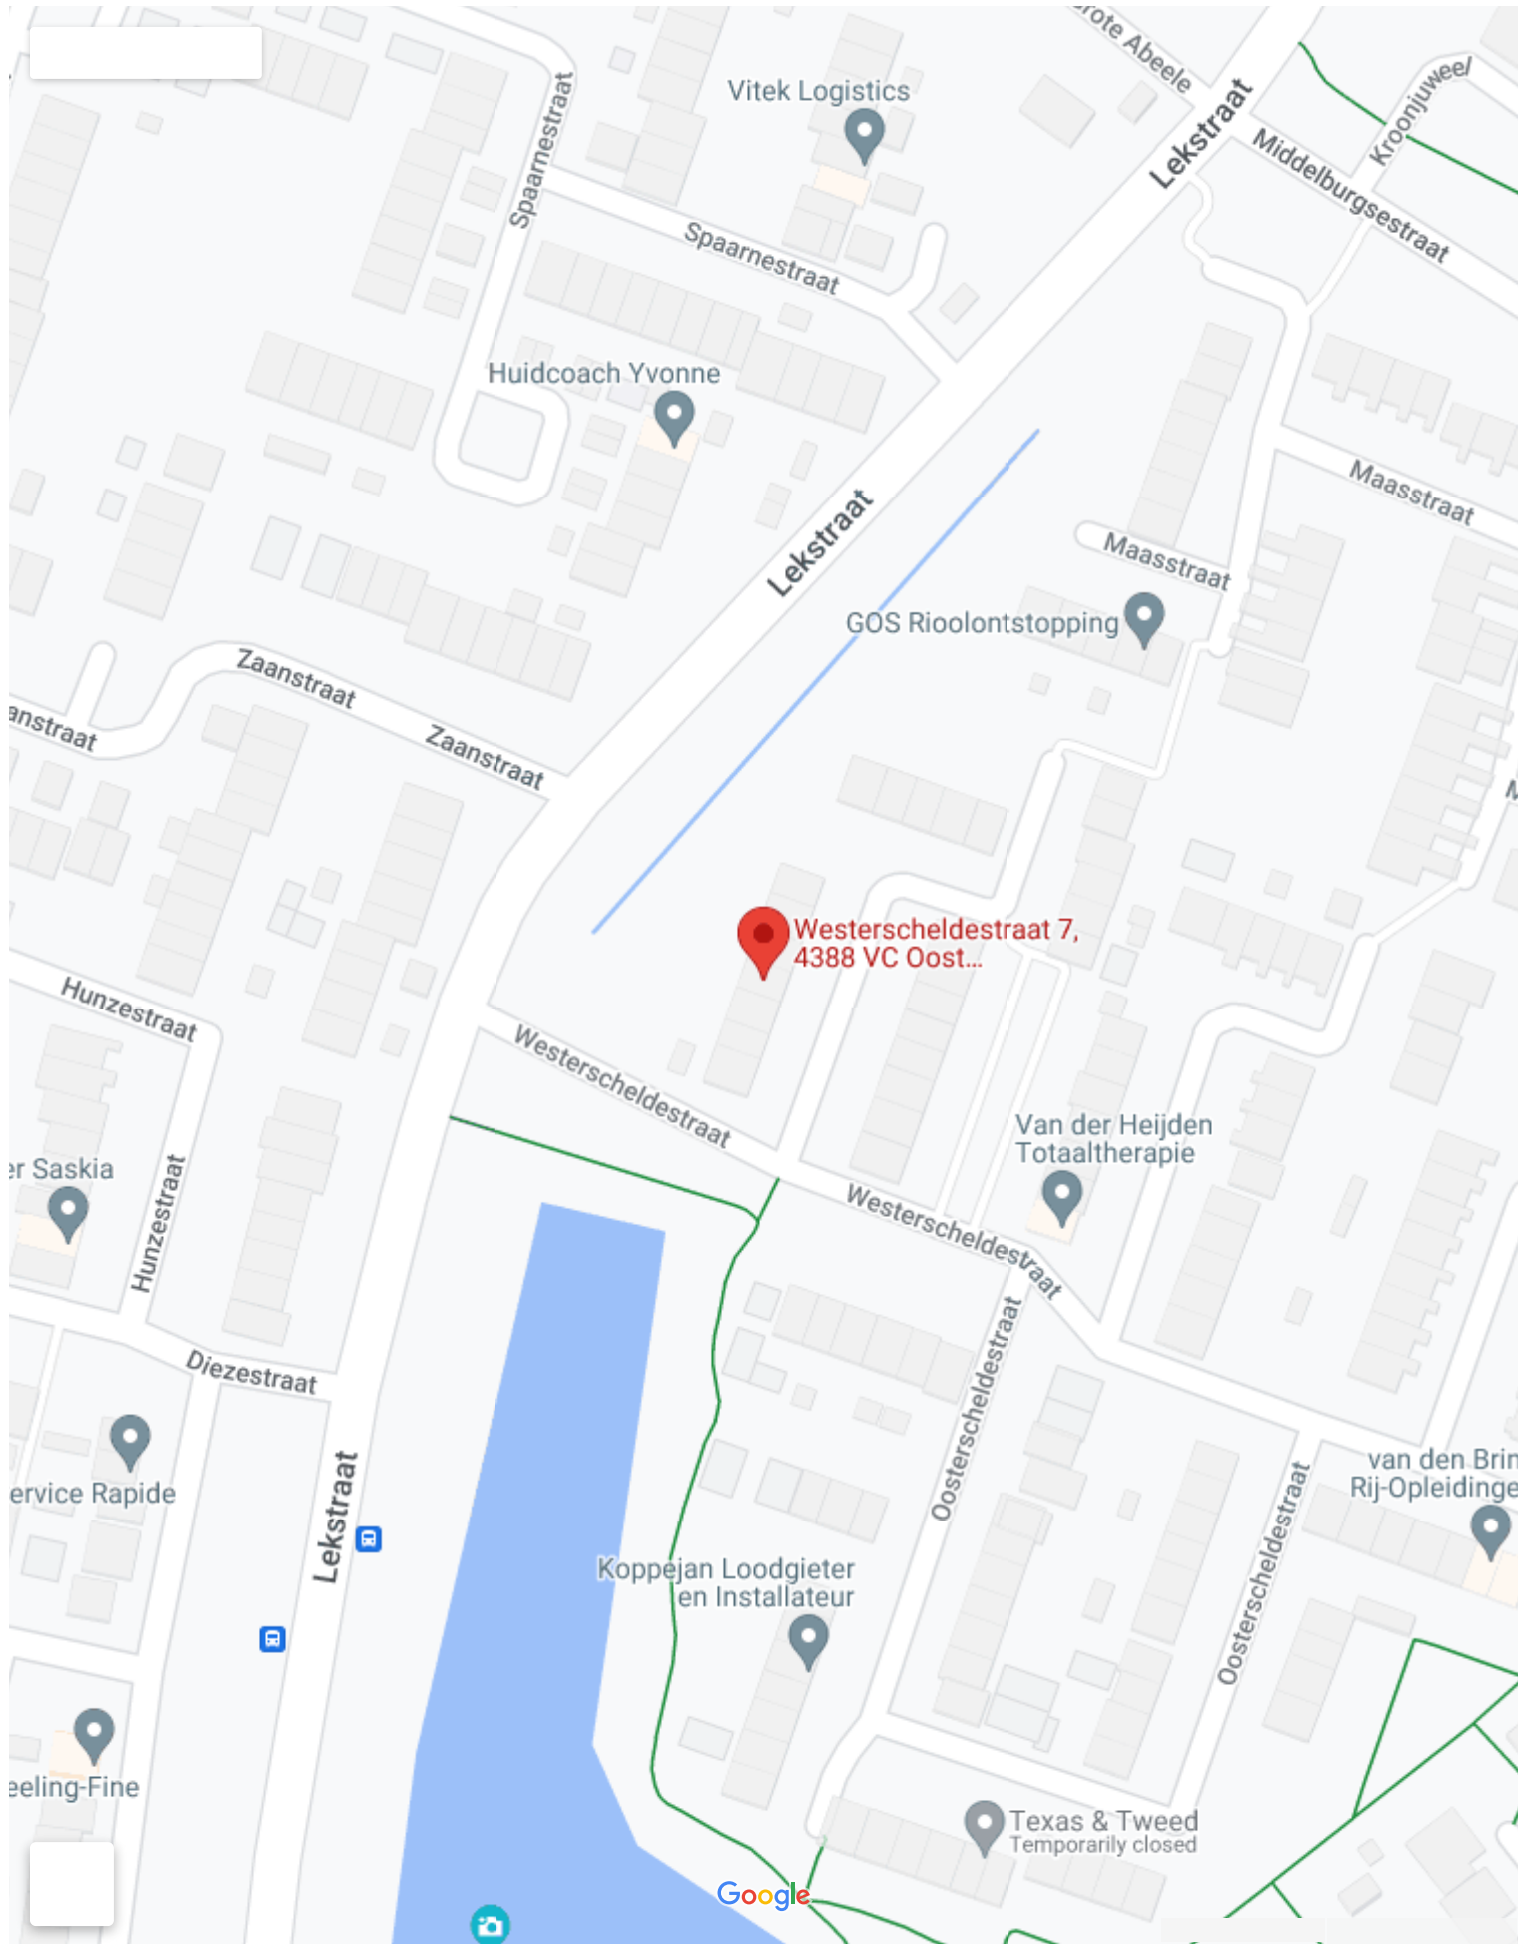 rote Abeele
Vitek Logistics
Lekstraat
Kroonjuweel
Middelburgsestraat
Spaarnestraat
Spaarnestraat
Huidcoach Yvonne
Maasstraat
Lekstraat
Maasstraat
GOS Rioolontstopping
Zaanstraat
anstraat
Zaanstraat
M
Westerscheldestraat 7,
4388 VC Oost...
Hunzestraat
Westerscheldestraat
Van der Heijden
Totaaltherapie
er Saskia
Hunzestraat
Westerscheldestraat
Oosterscheldestraat
Diezestraat
van den Brin
Rij-Opleidinge
ervice Rapide
Lekstraat
Oosterscheldestraat
Koppejan Loodgieter
en Installateur
eeling-Fine
Texas & Tweed
Temporarily closed
Google